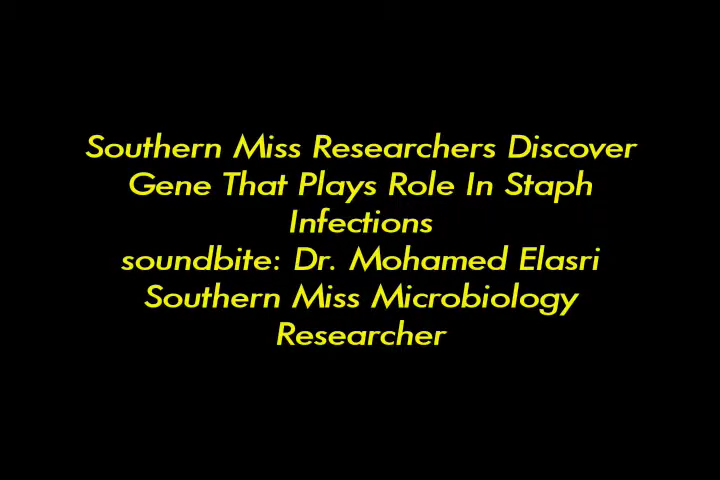 Southern Miss Researchers Discover
Gene That Plays Role In Staph
Infections
soundbite: Dr. Mohamed Elasri
Southern Miss Microbiology
Researcher